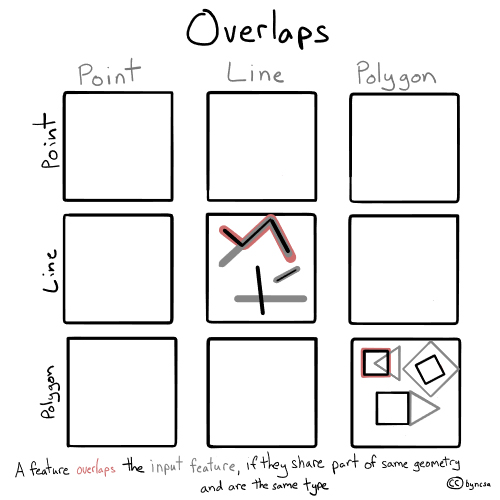 Overlaps
Point Line Polygon
Point
Line
Polygon
A feature overlaps the input feature, if they share part of same geometry
and are the same type
cc byncsa